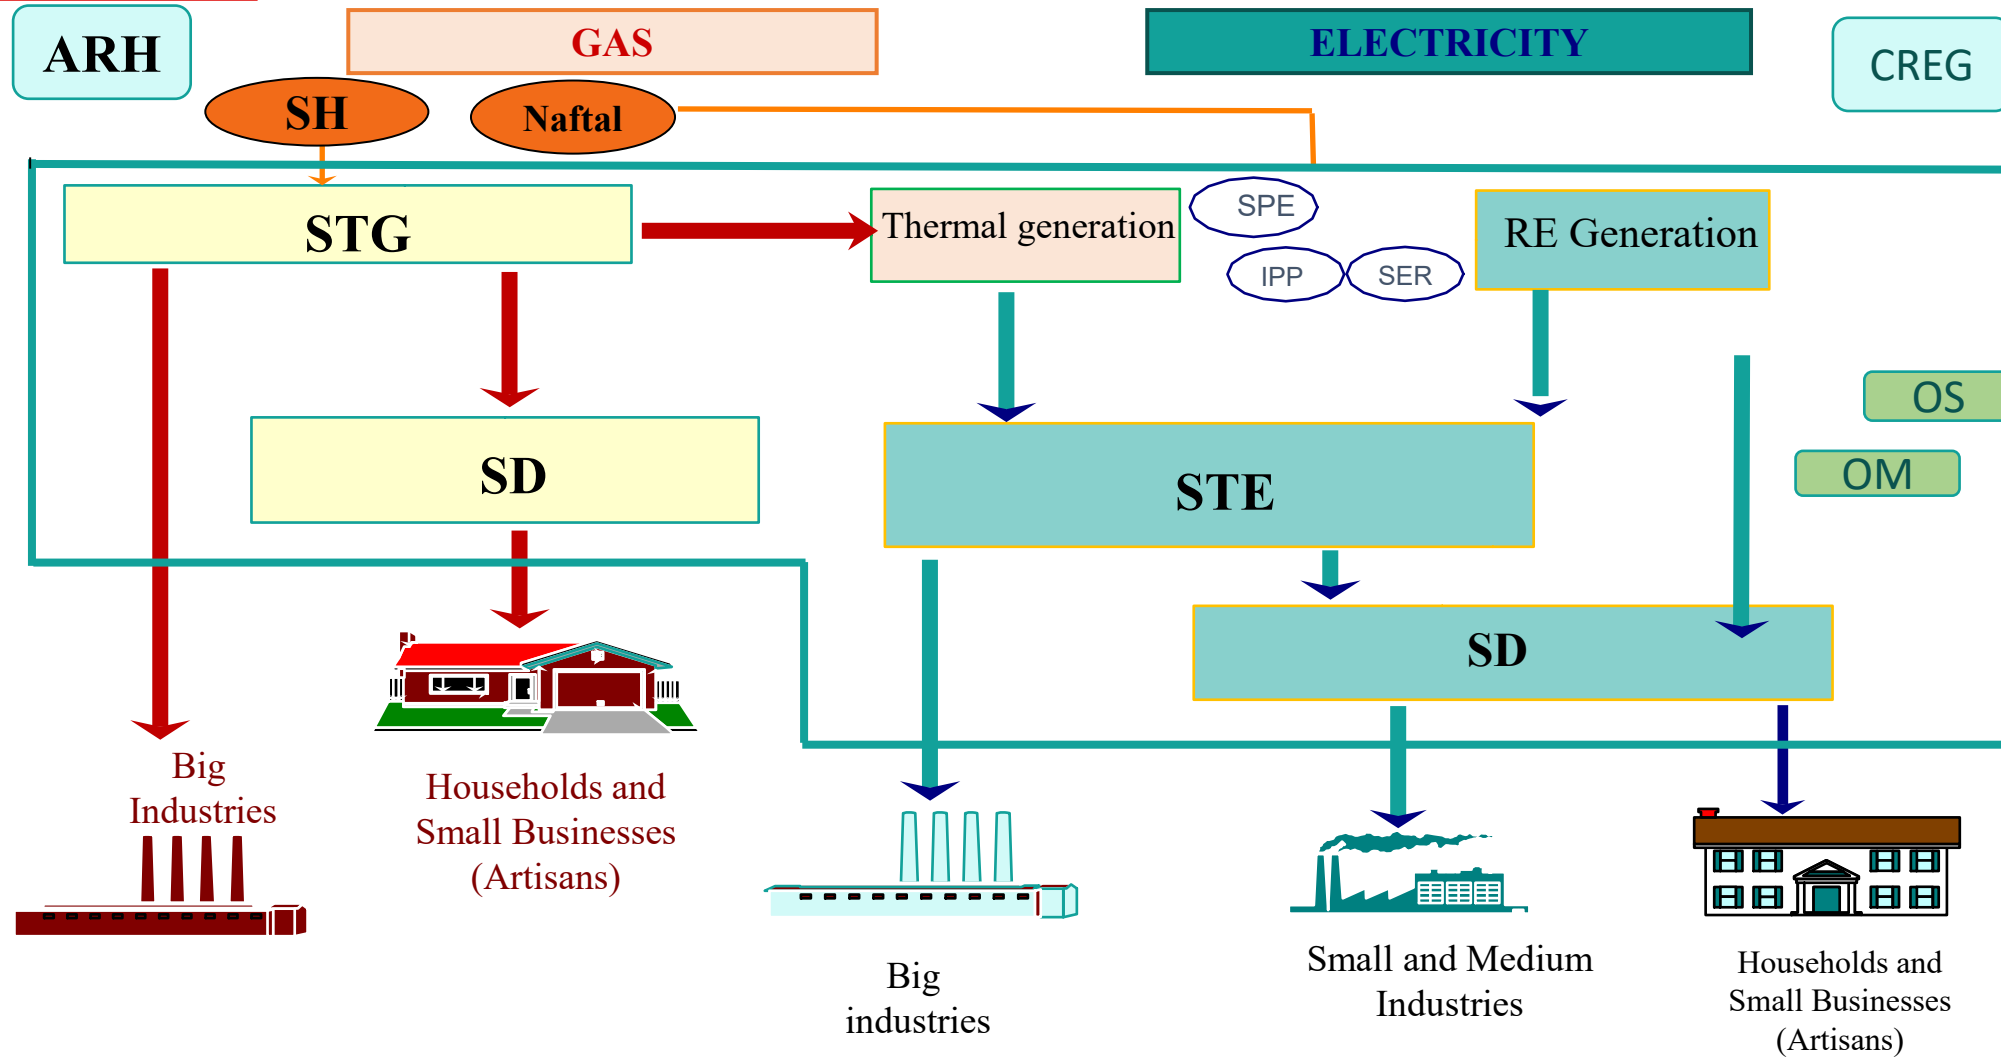 ARH
GAS
ELECTRICITY
CREG
SH
Naftal
STG
Thermal generation
SPE
IPP
SER
RE Generation
OS
OM
SD
STE
SD
Big
Industries
Households and
Small Businesses
(Artisans)
Big
industries
Small and Medium
Industries
Households and
Small Businesses
(Artisans)